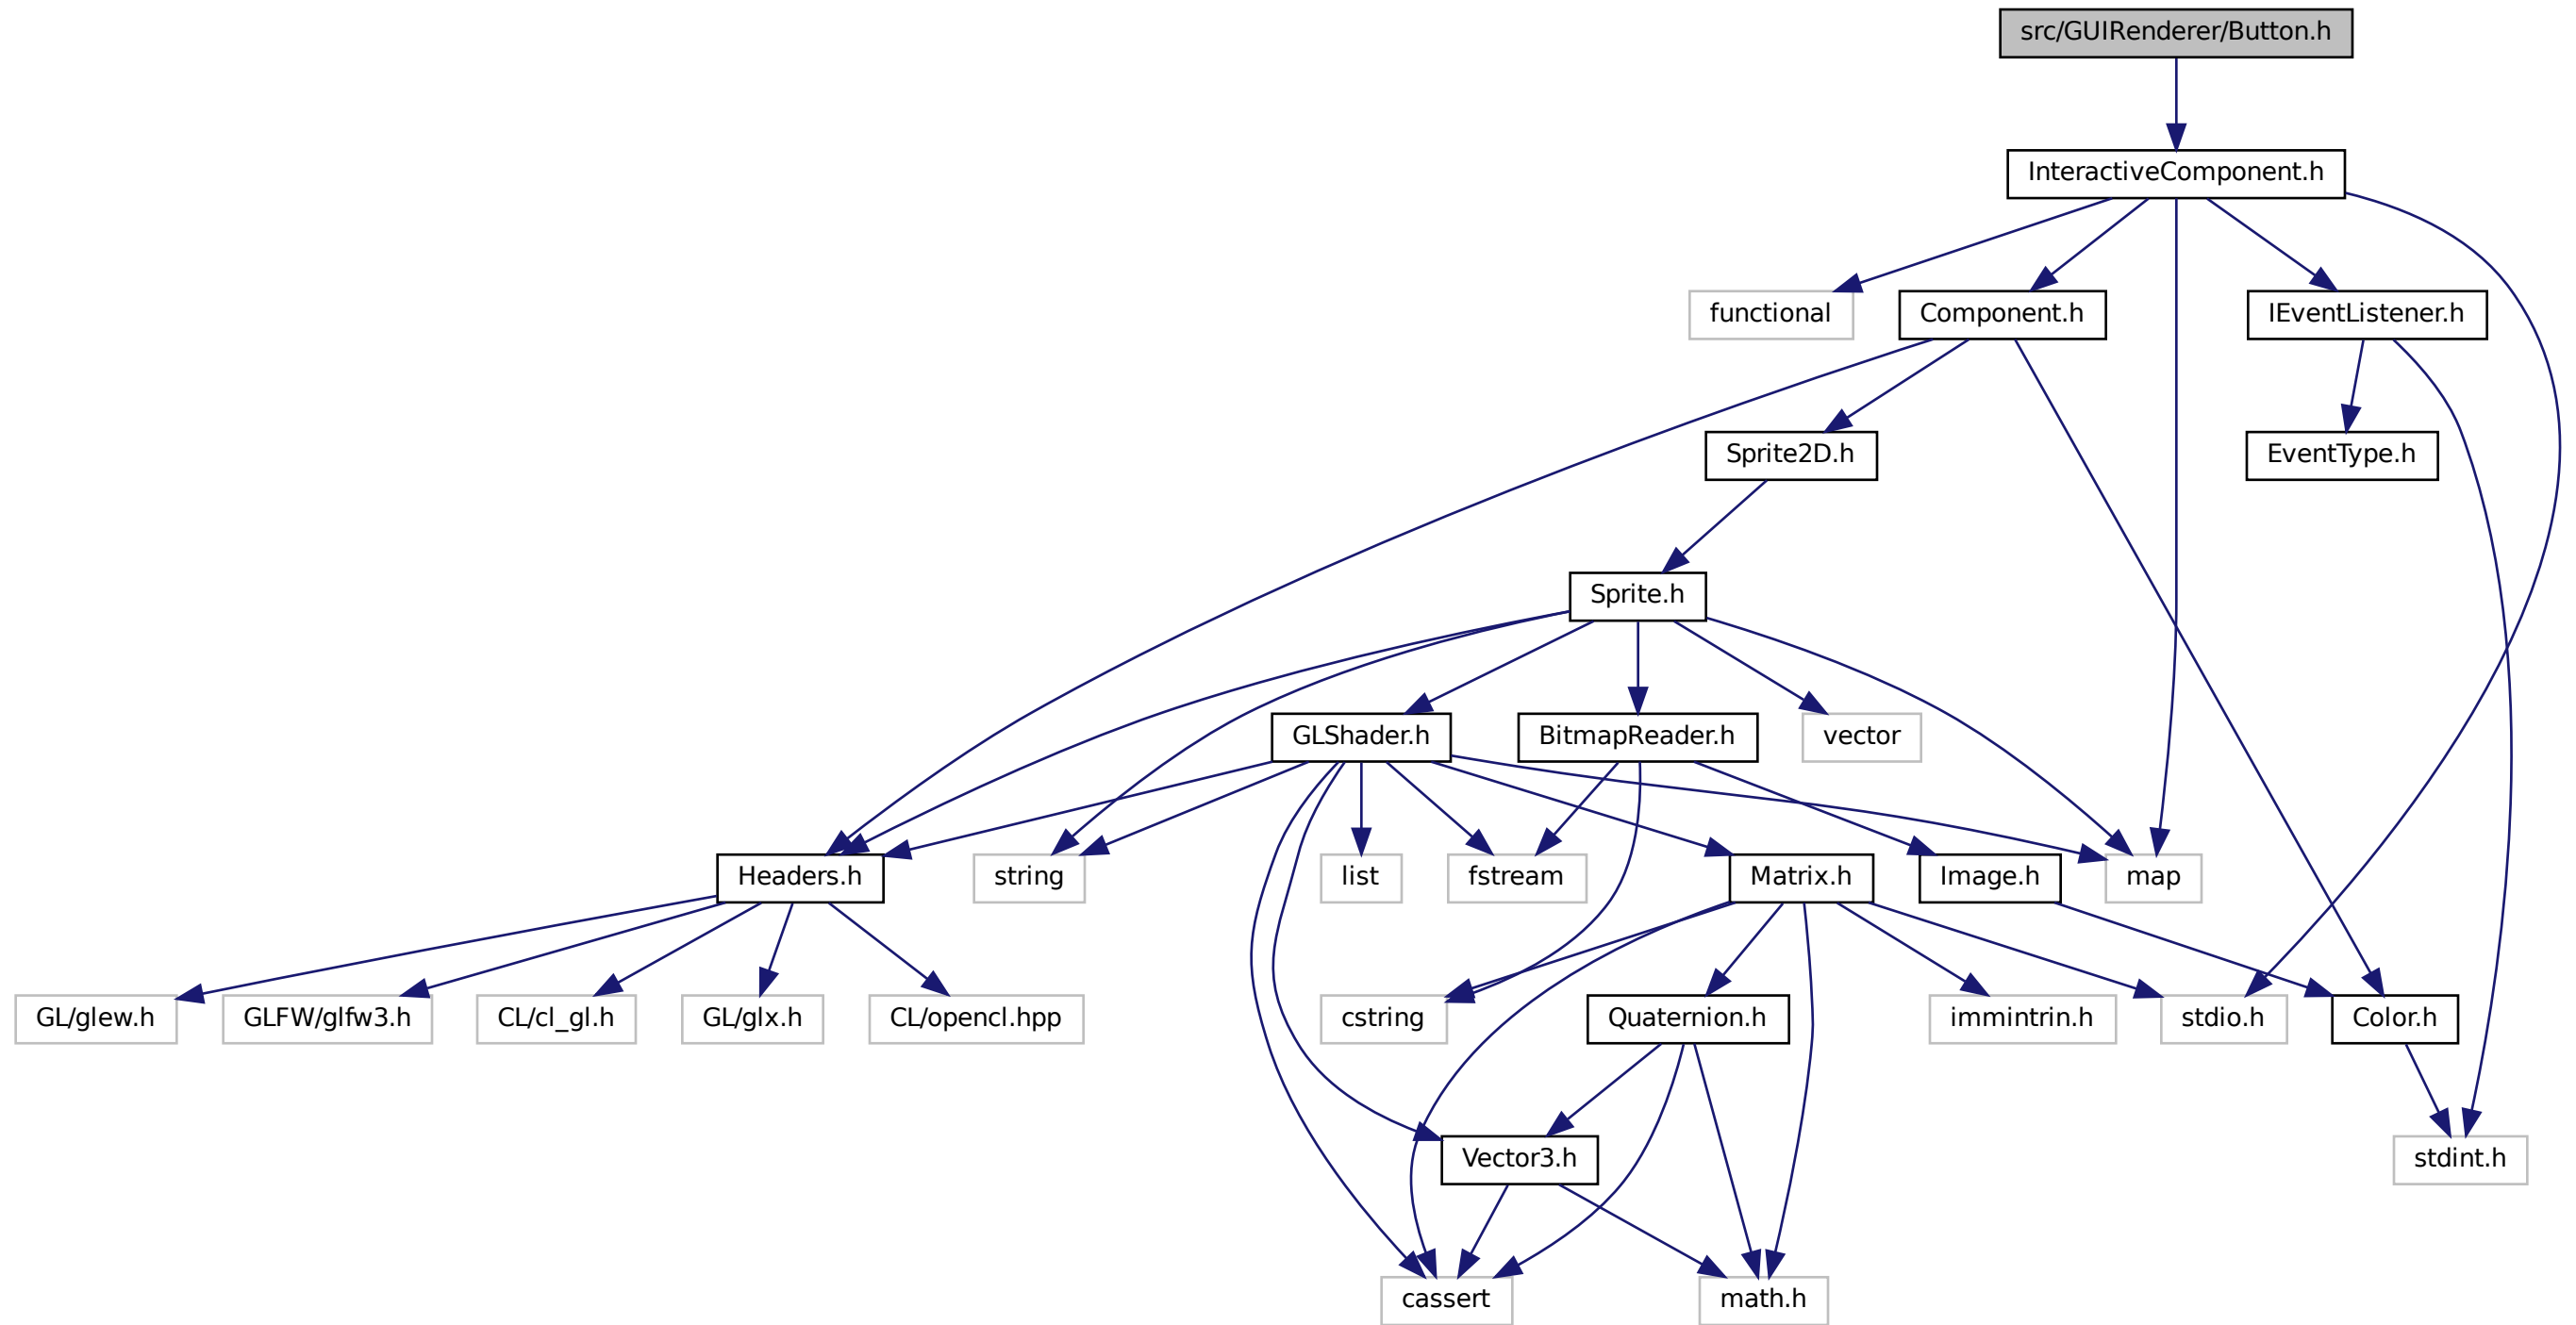 src/GUIRenderer/Button.h
InteractiveComponent.h
functional
Component.h
IEventListener.h
Sprite2D.h
EventType.h
Sprite.h
GLShader.h
BitmapReader.h
vector
Headers.h
string
list
fstream
Matrix.h
Image.h
map
GL/glew.h
GLFW/glfw3.h
CL/cl_gl.h
GL/glx.h
CL/opencl.hpp
cstring
Quaternion.h
immintrin.h
stdio.h
Color.h
Vector3.h
stdint.h
cassert
math.h